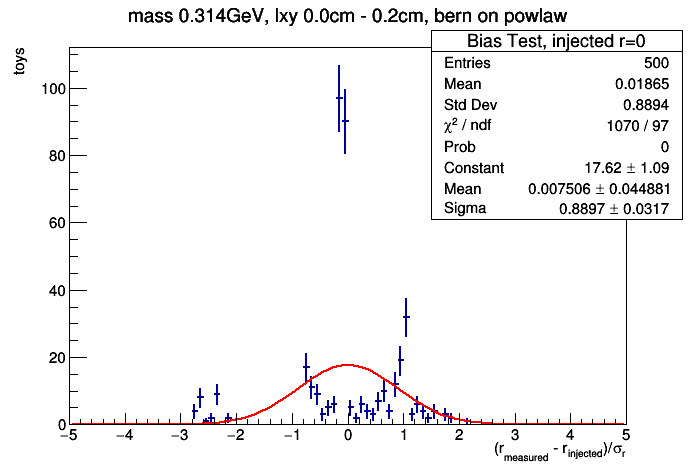 mass 0.314GeV, lxy 0.0cm - 0.2cm, bern on powlaw
toys
Bias Test, injected r=0
Entries 500
Mean 0.01865
Std Dev 0.8894
χ² / ndf 1070 / 97
Prob 0
Constant 17.62 ± 1.09
Mean 0.007506 ± 0.044881
Sigma 0.8897 ± 0.0317
100
80
60
40
20
0
−5 −4 −3 −2 −1 0 1 2 3 4 5
(r_measured - r_injected)/σ_r